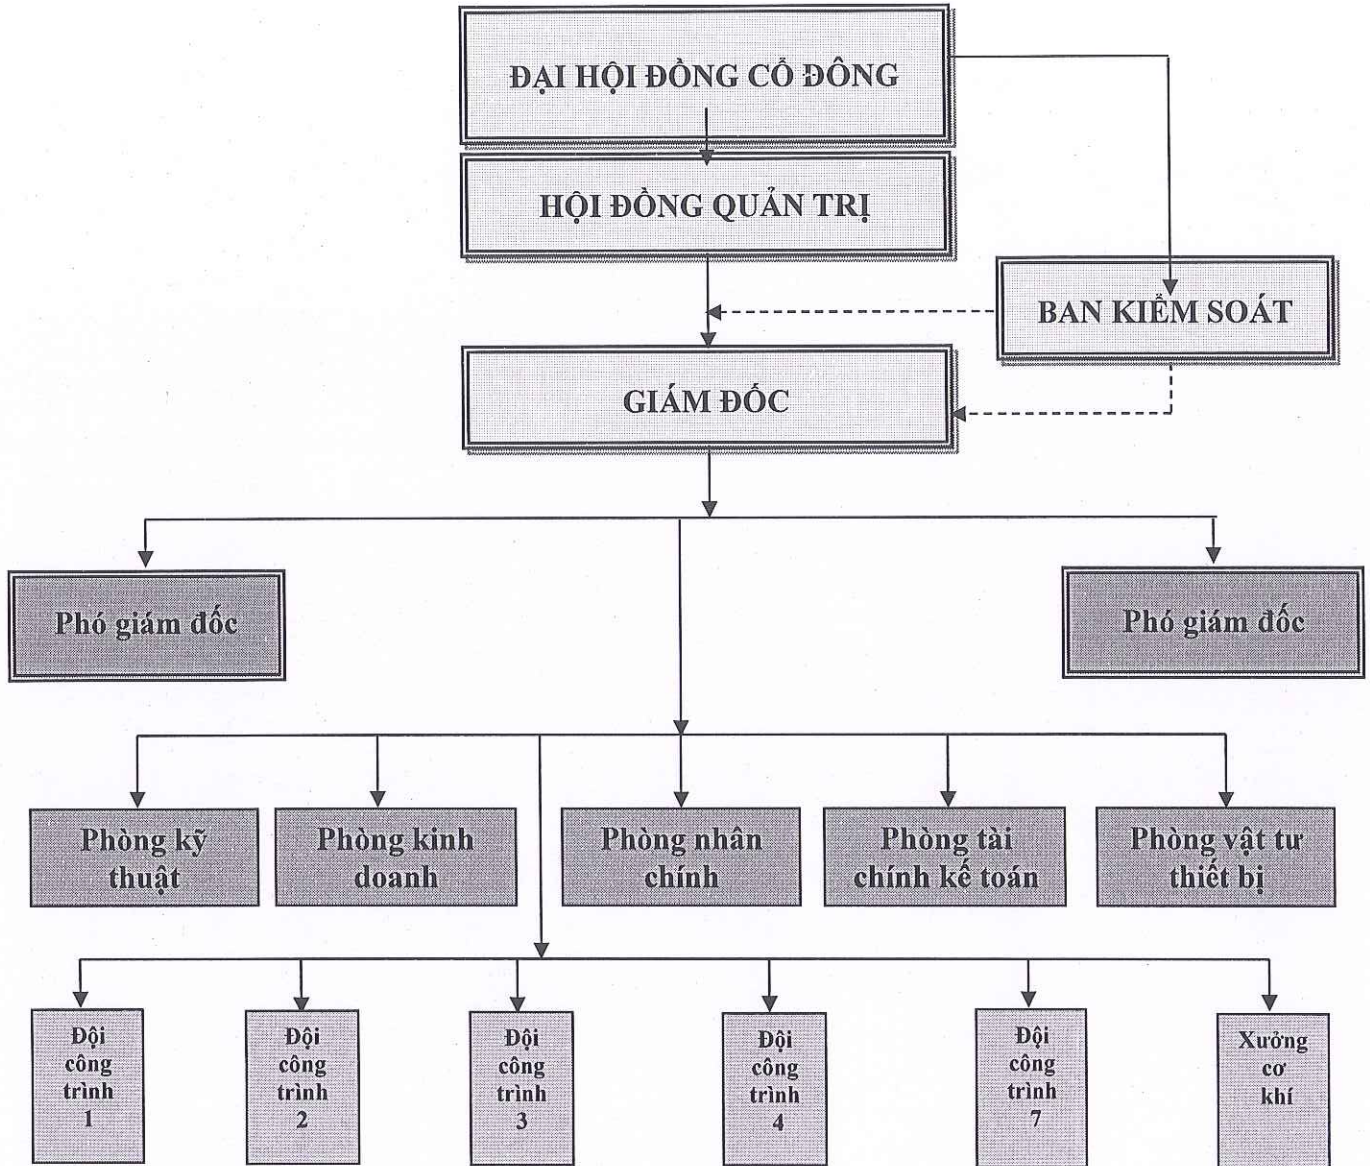 ĐẠI HỘI ĐỒNG CỔ ĐÔNG
HỘI ĐỒNG QUẢN TRỊ
BAN KIỂM SOÁT
GIÁM ĐỐC
Phó giám đốc
Phó giám đốc
Phòng kỹ
thuật
Phòng kinh
doanh
Phòng nhân
chính
Phòng tài
chính kế toán
Phòng vật tư
thiết bị
Đội
công
trình
1
Đội
công
trình
2
Đội
công
trình
3
Đội
công
trình
4
Đội
công
trình
7
Xưởng
cơ
khí